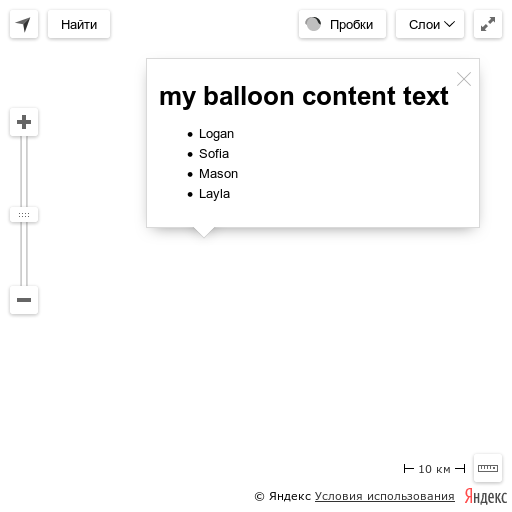 Найти
Пробки
Слои
my balloon content text
Logan
Sofia
Mason
Layla
10 км
© Яндекс Условия использования Яндекс